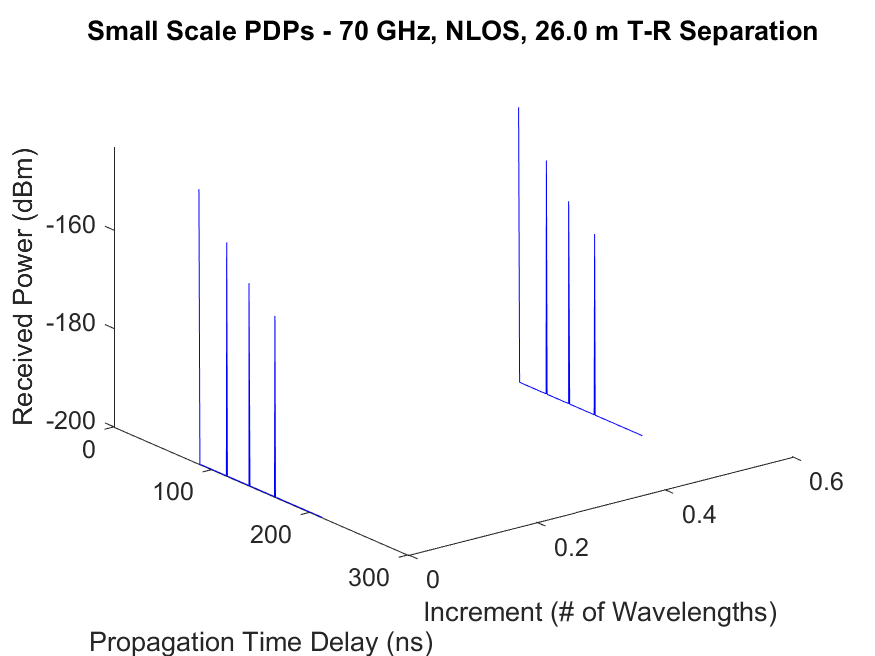 Small Scale PDPs - 70 GHz, NLOS, 26.0 m T-R Separation
Received Power (dBm)
-160
-180
-200
0
100
200
300
0
0.2
0.4
0.6
Increment (# of Wavelengths)
Propagation Time Delay (ns)